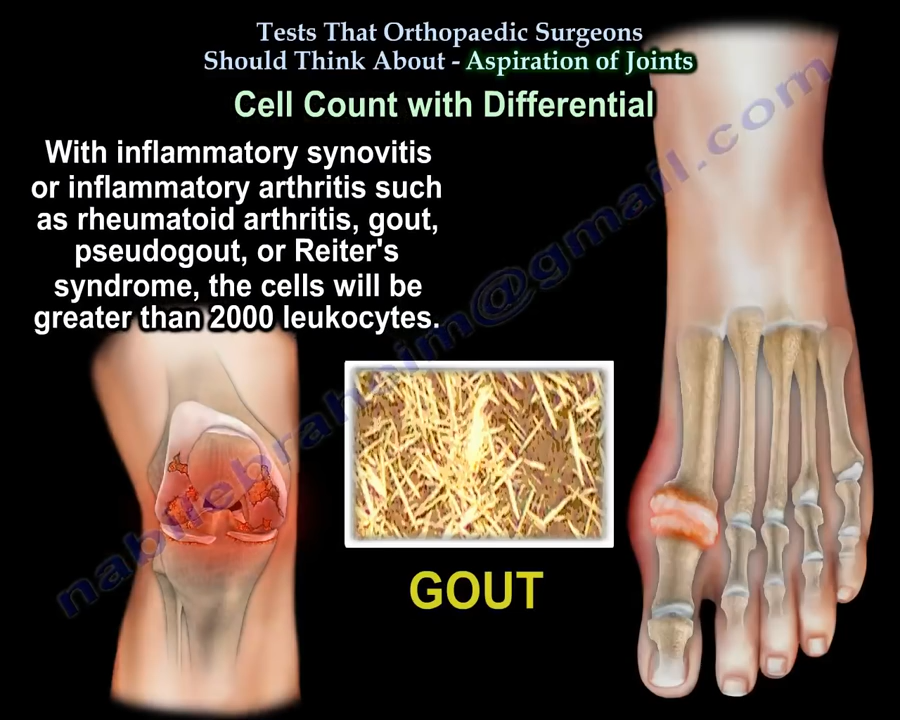 Tests That Orthopaedic Surgeons
Should Think About - Aspiration of Joints
Cell Count with Differential
With inflammatory synovitis
or inflammatory arthritis such
as rheumatoid arthritis, gout,
pseudogout, or Reiter's
syndrome, the cells will be
greater than 2000 leukocytes.
nabilebraheim@gmail.com
GOUT